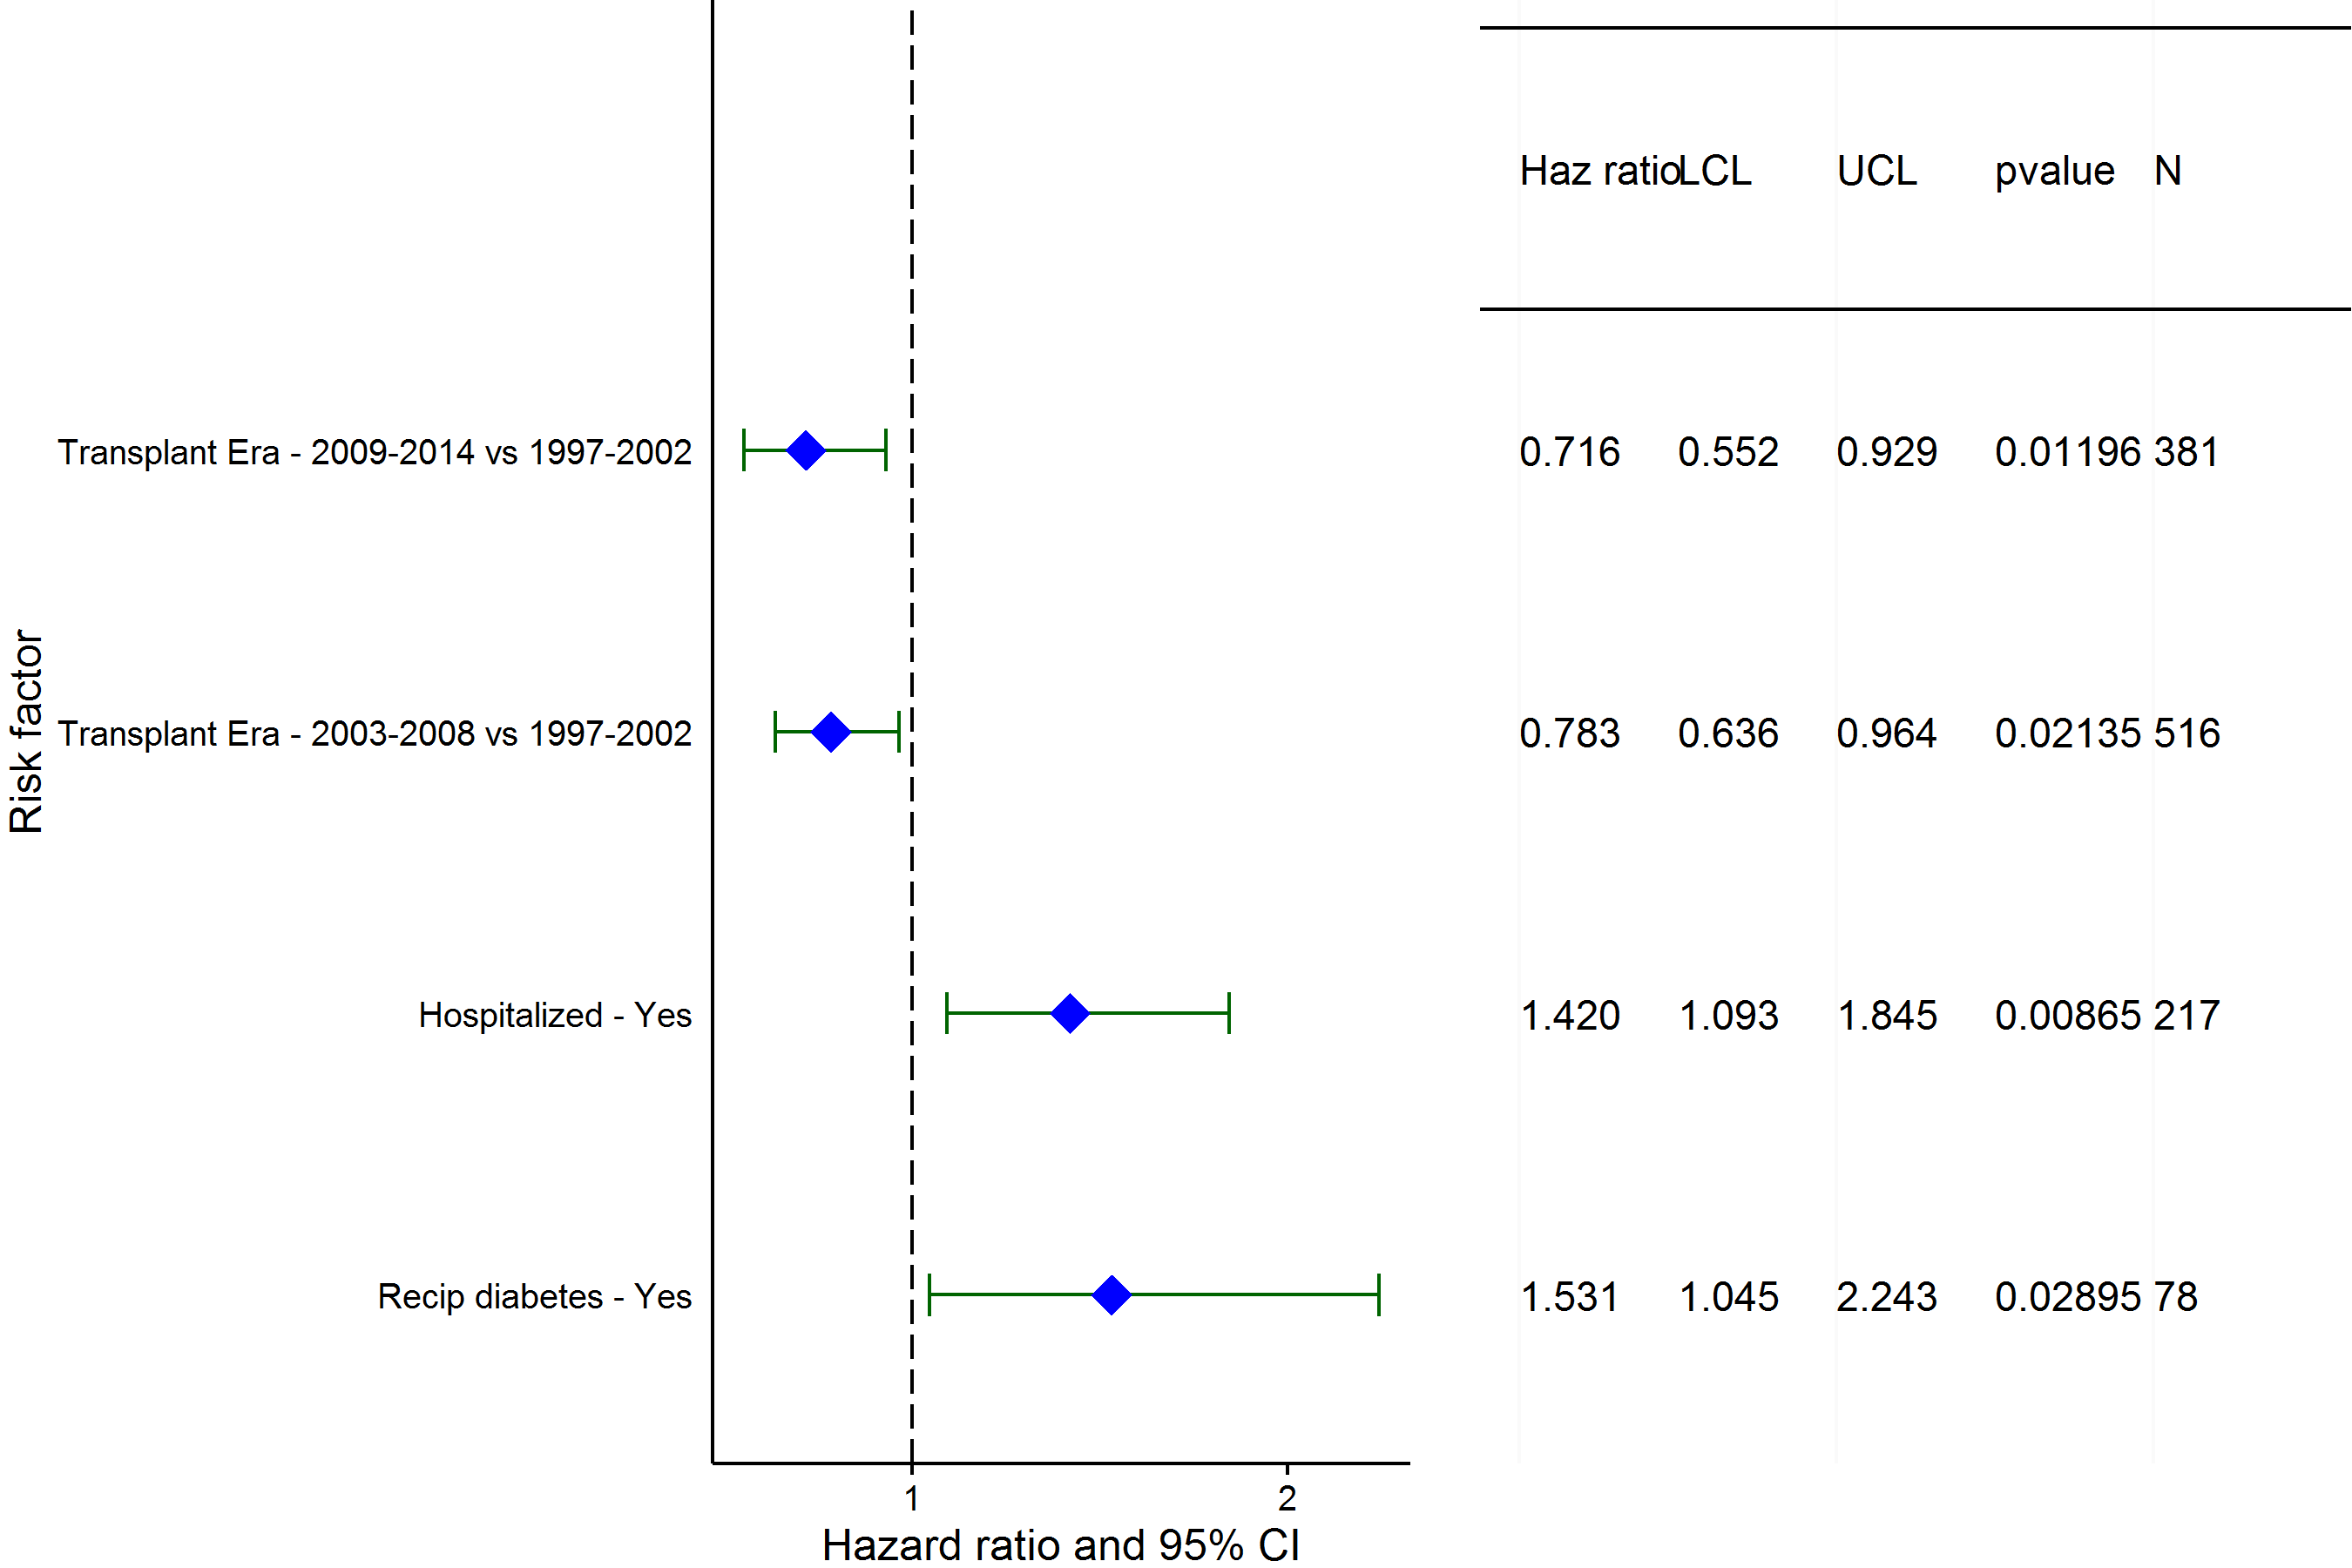 Haz ratio LCL UCL pvalue N
Transplant Era - 2009-2014 vs 1997-2002 0.716 0.552 0.929 0.01196 381
Transplant Era - 2003-2008 vs 1997-2002 0.783 0.636 0.964 0.02135 516
Hospitalized - Yes 1.420 1.093 1.845 0.00865 217
Recip diabetes - Yes 1.531 1.045 2.243 0.02895 78
Risk factor
1 2
Hazard ratio and 95% CI